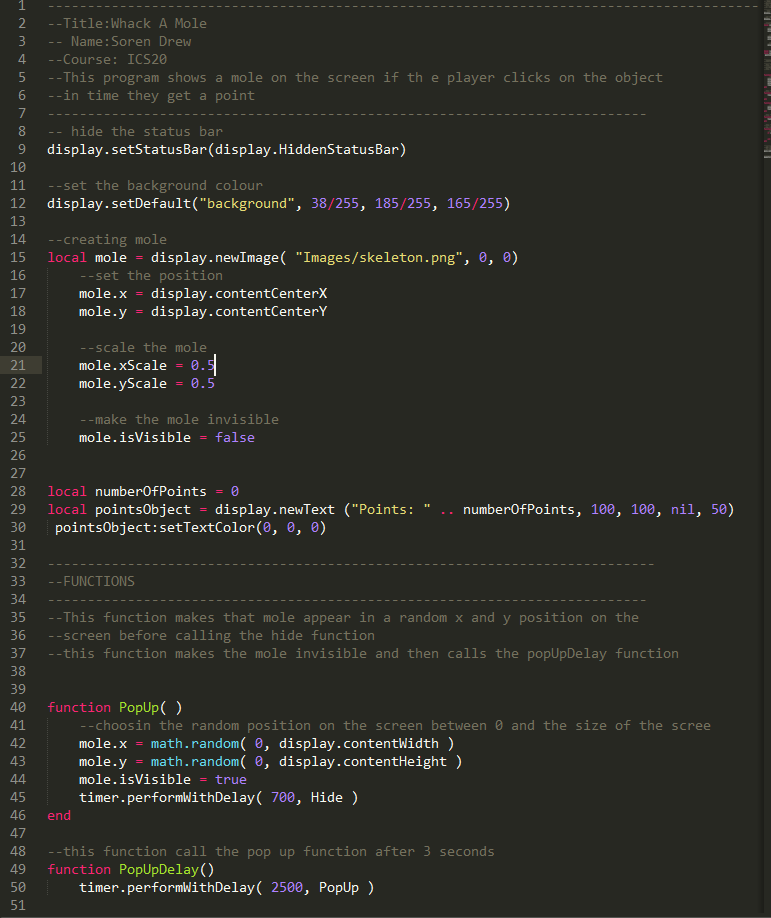 1 -----------------------------------------------------------------------------------------
2 --Title:Whack A Mole
3 -- Name:Soren Drew
4 --Course: ICS20
5 --This program shows a mole on the screen if th e player clicks on the object
6 --in time they get a point
7 ---------------------------------------------------------------------------
8 -- hide the status bar
9 display.setStatusBar(display.HiddenStatusBar)
10
11 --set the background colour
12 display.setDefault("background", 38/255, 185/255, 165/255)
13
14 --creating mole
15 local mole = display.newImage( "Images/skeleton.png", 0, 0)
16     --set the position
17     mole.x = display.contentCenterX
18     mole.y = display.contentCenterY
19
20     --scale the mole
21     mole.xScale = 0.5
22     mole.yScale = 0.5
23
24     --make the mole invisible
25     mole.isVisible = false
26
27
28 local numberOfPoints = 0
29 local pointsObject = display.newText ("Points: " .. numberOfPoints, 100, 100, nil, 50)
30  pointsObject:setTextColor(0, 0, 0)
31
32 ----------------------------------------------------------------------------
33 --FUNCTIONS
34 ---------------------------------------------------------------------------
35 --This function makes that mole appear in a random x and y position on the
36 --screen before calling the hide function
37 --this function makes the mole invisible and then calls the popUpDelay function
38
39
40 function PopUp( )
41     --choosin the random position on the screen between 0 and the size of the scree
42     mole.x = math.random( 0, display.contentWidth )
43     mole.y = math.random( 0, display.contentHeight )
44     mole.isVisible = true
45     timer.performWithDelay( 700, Hide )
46 end
47
48 --this function call the pop up function after 3 seconds
49 function PopUpDelay()
50     timer.performWithDelay( 2500, PopUp )
51